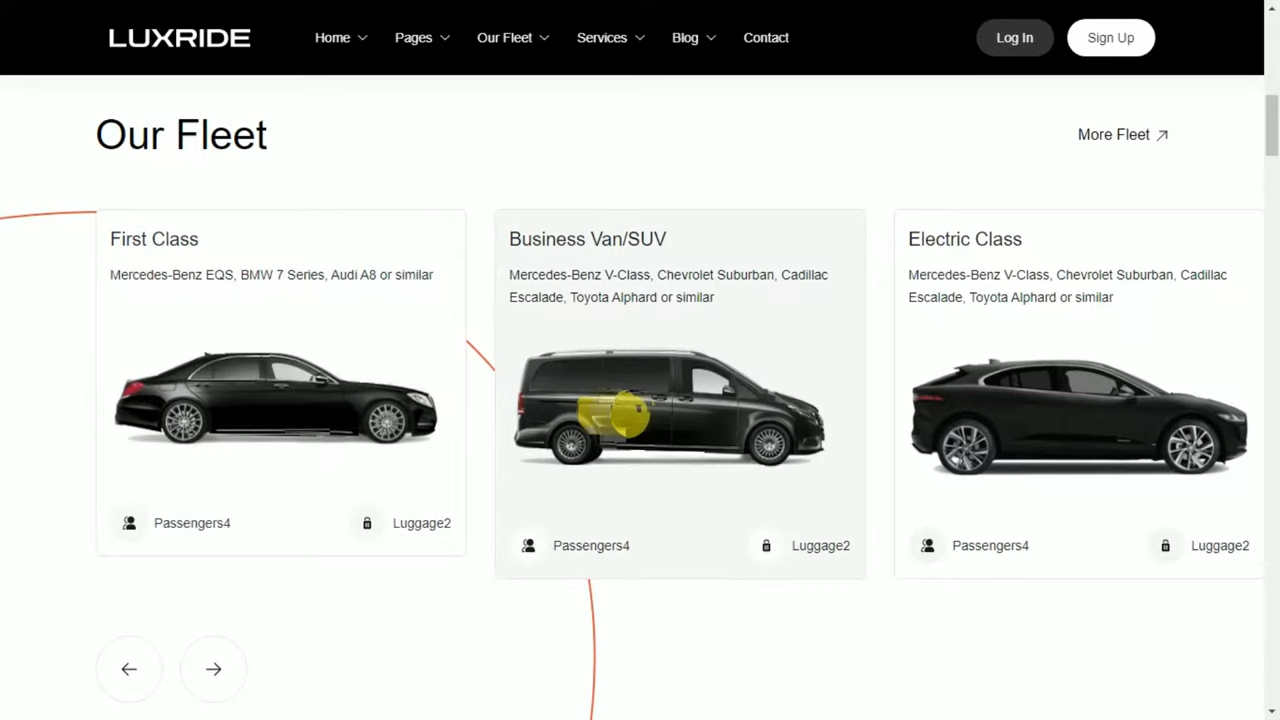 LUXRIDE
Home
Pages
Our Fleet
Services
Blog
Contact
Log In
Sign Up
Our Fleet
More Fleet
First Class
Mercedes-Benz EQS, BMW 7 Series, Audi A8 or similar
Passengers4
Luggage2
Business Van/SUV
Mercedes-Benz V-Class, Chevrolet Suburban, Cadillac
Escalade, Toyota Alphard or similar
Passengers4
Luggage2
Electric Class
Mercedes-Benz V-Class, Chevrolet Suburban, Cadillac
Escalade, Toyota Alphard or similar
Passengers4
Luggage2